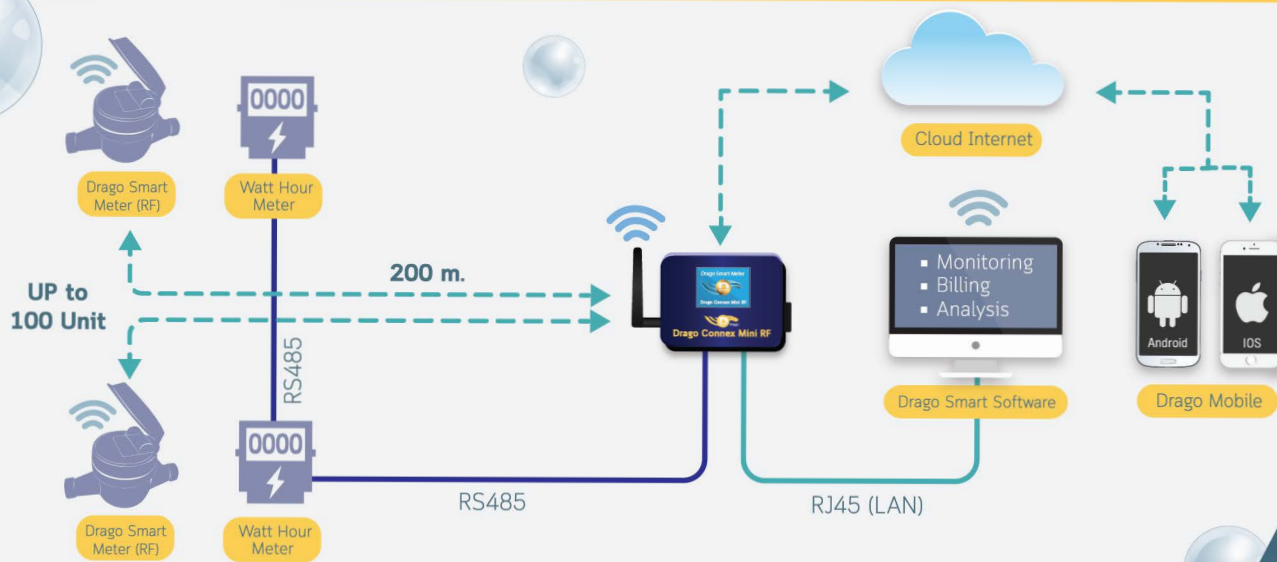 0000
Drago Smart
Meter (RF)
Watt Hour
Meter
UP to
100 Unit
200 m.
RS485
Drago Smart
Meter (RF)
0000
Watt Hour
Meter
RS485
Drago Smart Meter
Drago Connex Mini RF
Drago Connex Mini RF
RJ45 (LAN)
Cloud Internet
▪ Monitoring
▪ Billing
▪ Analysis
Drago Smart Software
Android
IOS
Drago Mobile